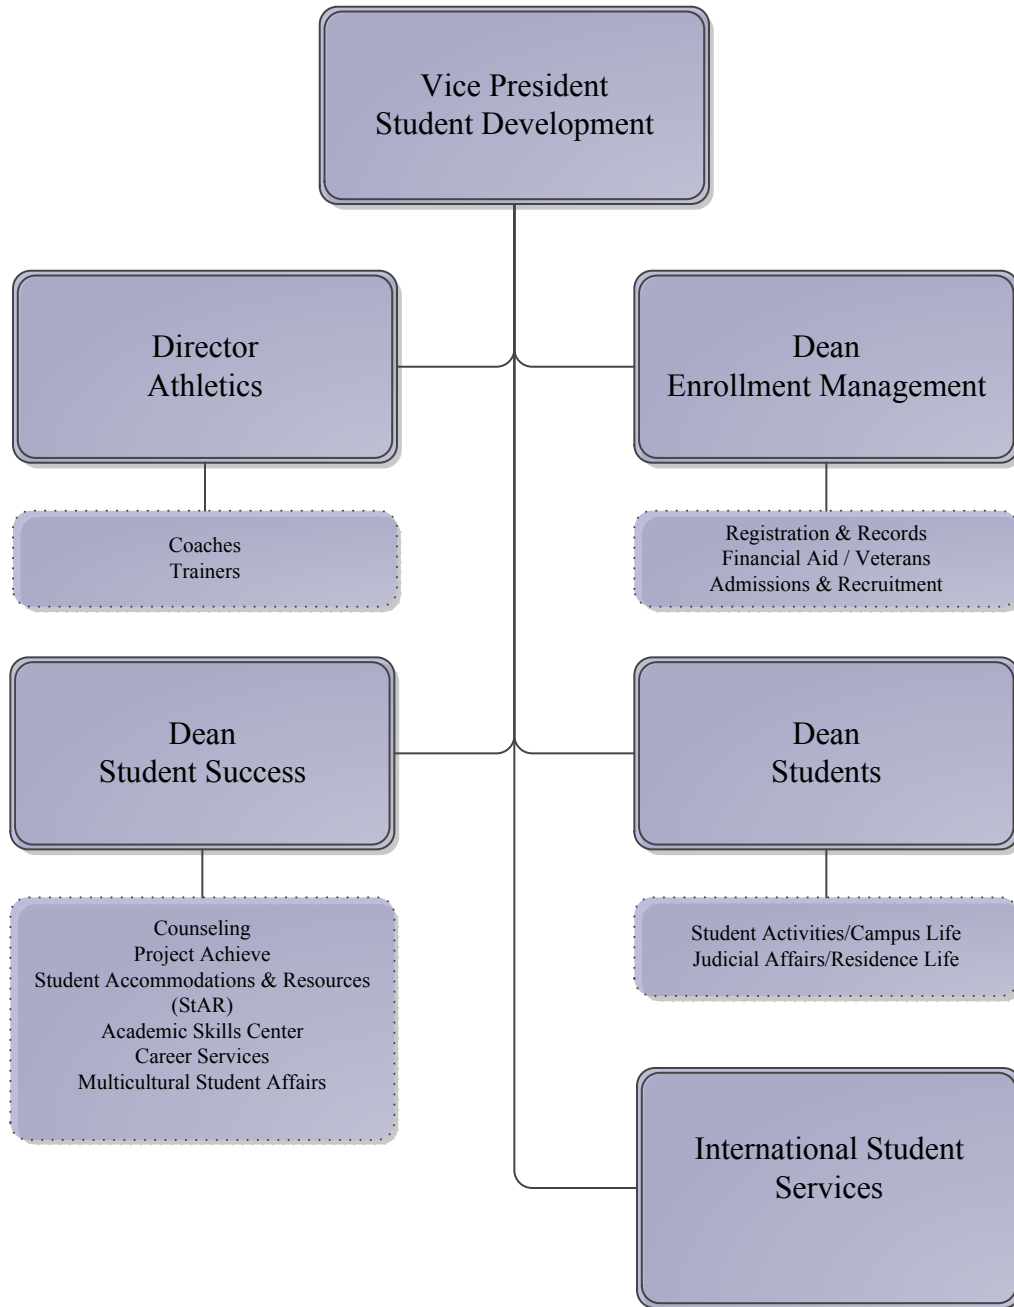 Vice President
Student Development
Director
Athletics
Dean
Enrollment Management
Coaches
Trainers
Registration & Records
Financial Aid / Veterans
Admissions & Recruitment
Dean
Student Success
Dean
Students
Counseling
Project Achieve
Student Accommodations & Resources
(StAR)
Academic Skills Center
Career Services
Multicultural Student Affairs
Student Activities/Campus Life
Judicial Affairs/Residence Life
International Student
Services